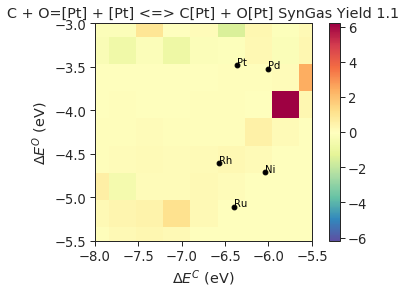 C + O=[Pt] + [Pt] <=> C[Pt] + O[Pt] SynGas Yield 1.1
−3.0
−3.5
−4.0
−4.5
−5.0
−5.5
ΔE^O (eV)
Pt
Pd
Rh
Ni
Ru
−8.0 −7.5 −7.0 −6.5 −6.0 −5.5
ΔE^C (eV)
6
4
2
0
−2
−4
−6